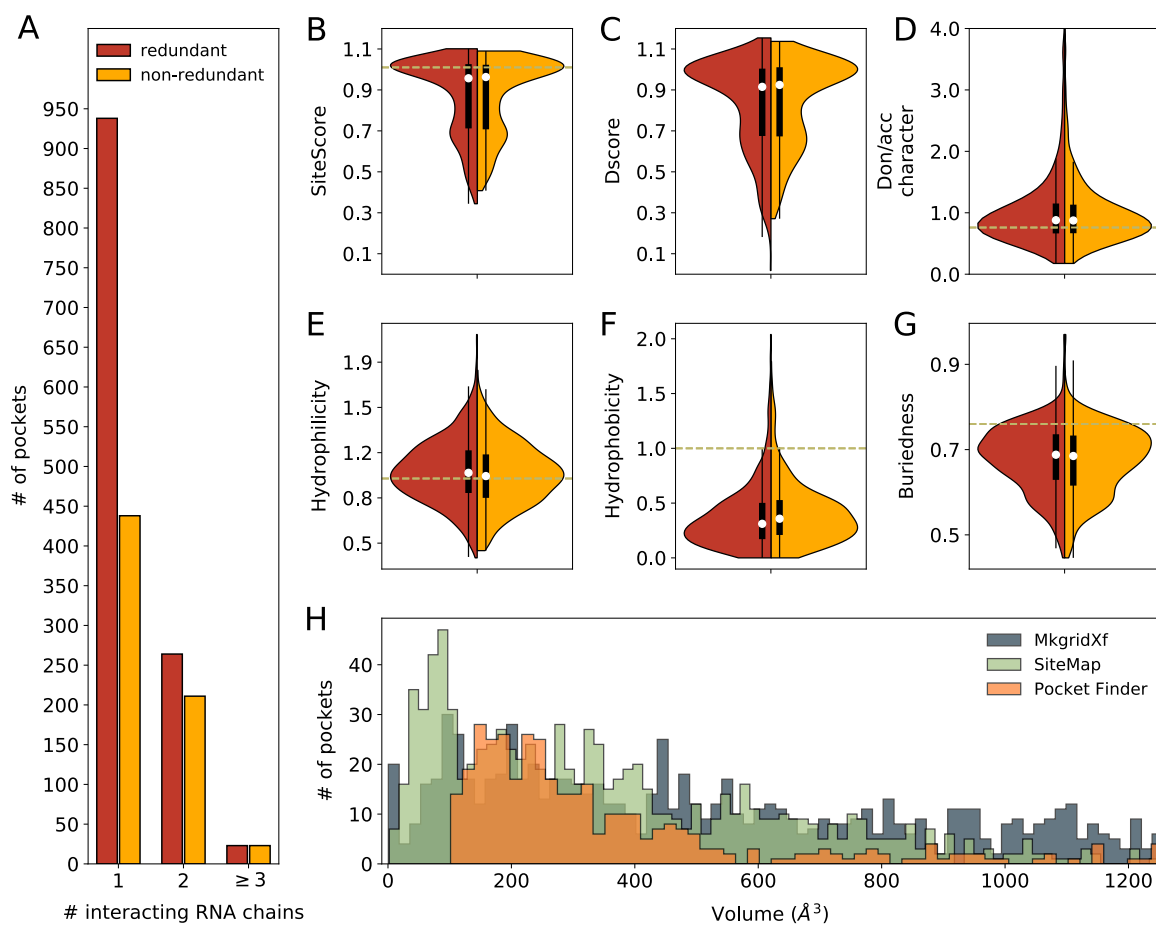 A
redundant
non-redundant
# of pockets
950
900
850
800
750
700
650
600
550
500
450
400
350
300
250
200
150
100
50
0
1 2 ≥3
# interacting RNA chains
B
SiteScore
1.1
0.9
0.7
0.5
0.3
0.1
C
Dscore
1.1
0.9
0.7
0.5
0.3
0.1
D
Don/acc
character
4.0
3.0
2.0
1.0
0.0
E
Hydrophilicity
1.9
1.5
1.2
0.8
0.5
F
Hydrophobicity
2.0
1.5
1.0
0.5
0.0
G
Buriedness
0.9
0.7
0.5
H
MkgridXf
SiteMap
Pocket Finder
# of pockets
40
30
20
10
0
0 200 400 600 800 1000 1200
Volume (Å³)